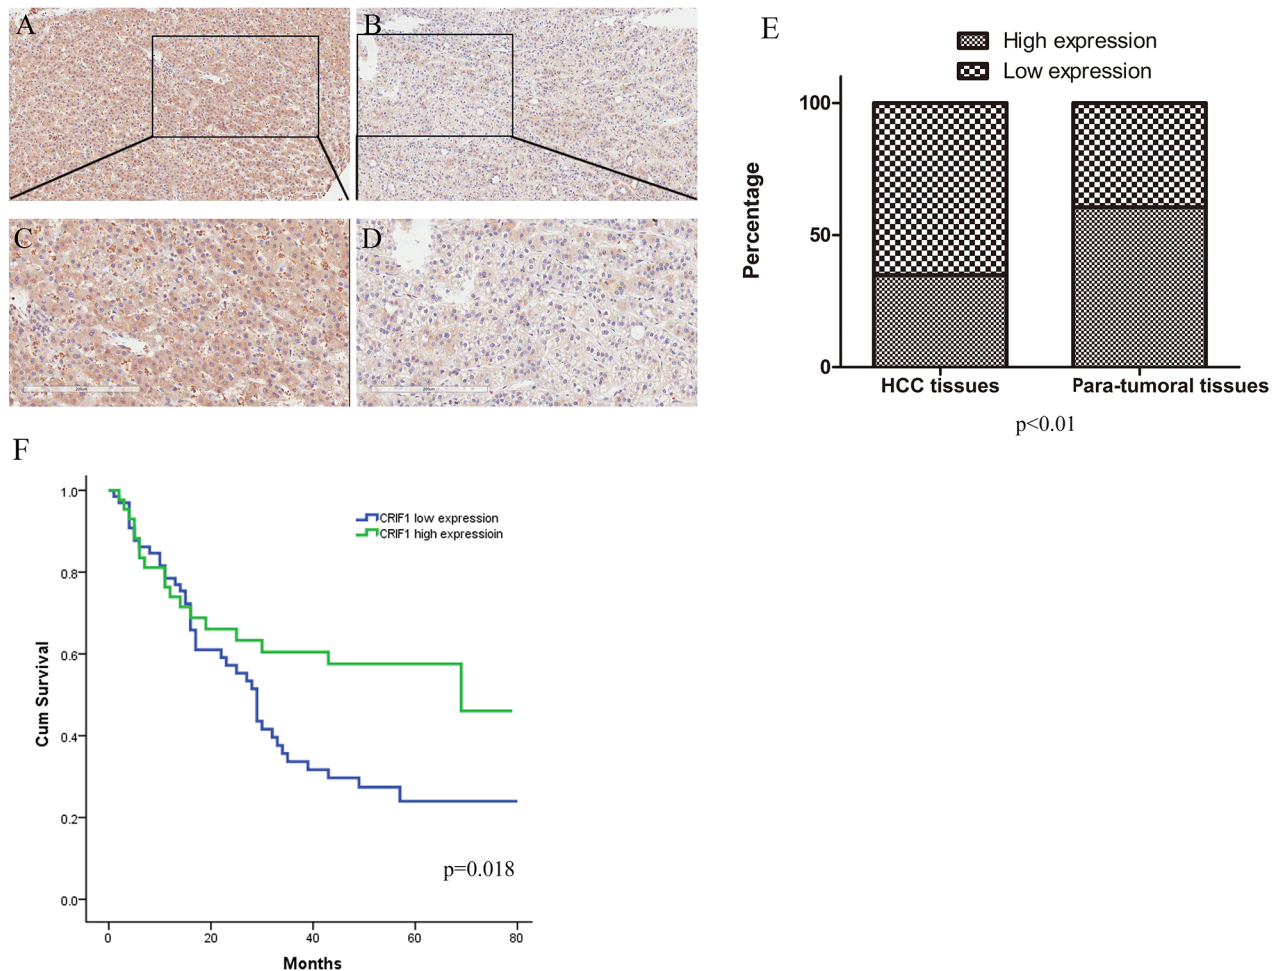 A
B
C
D
200um
200um
E
High expression
Low expression
100
50
0
Percentage
HCC tissues
Para-tumoral tissues
p<0.01
F
1.0
0.8
0.6
0.4
0.2
0.0
Cum Survival
CRIF1 low expression
CRIF1 high expressioin
p=0.018
0
20
40
60
80
Months